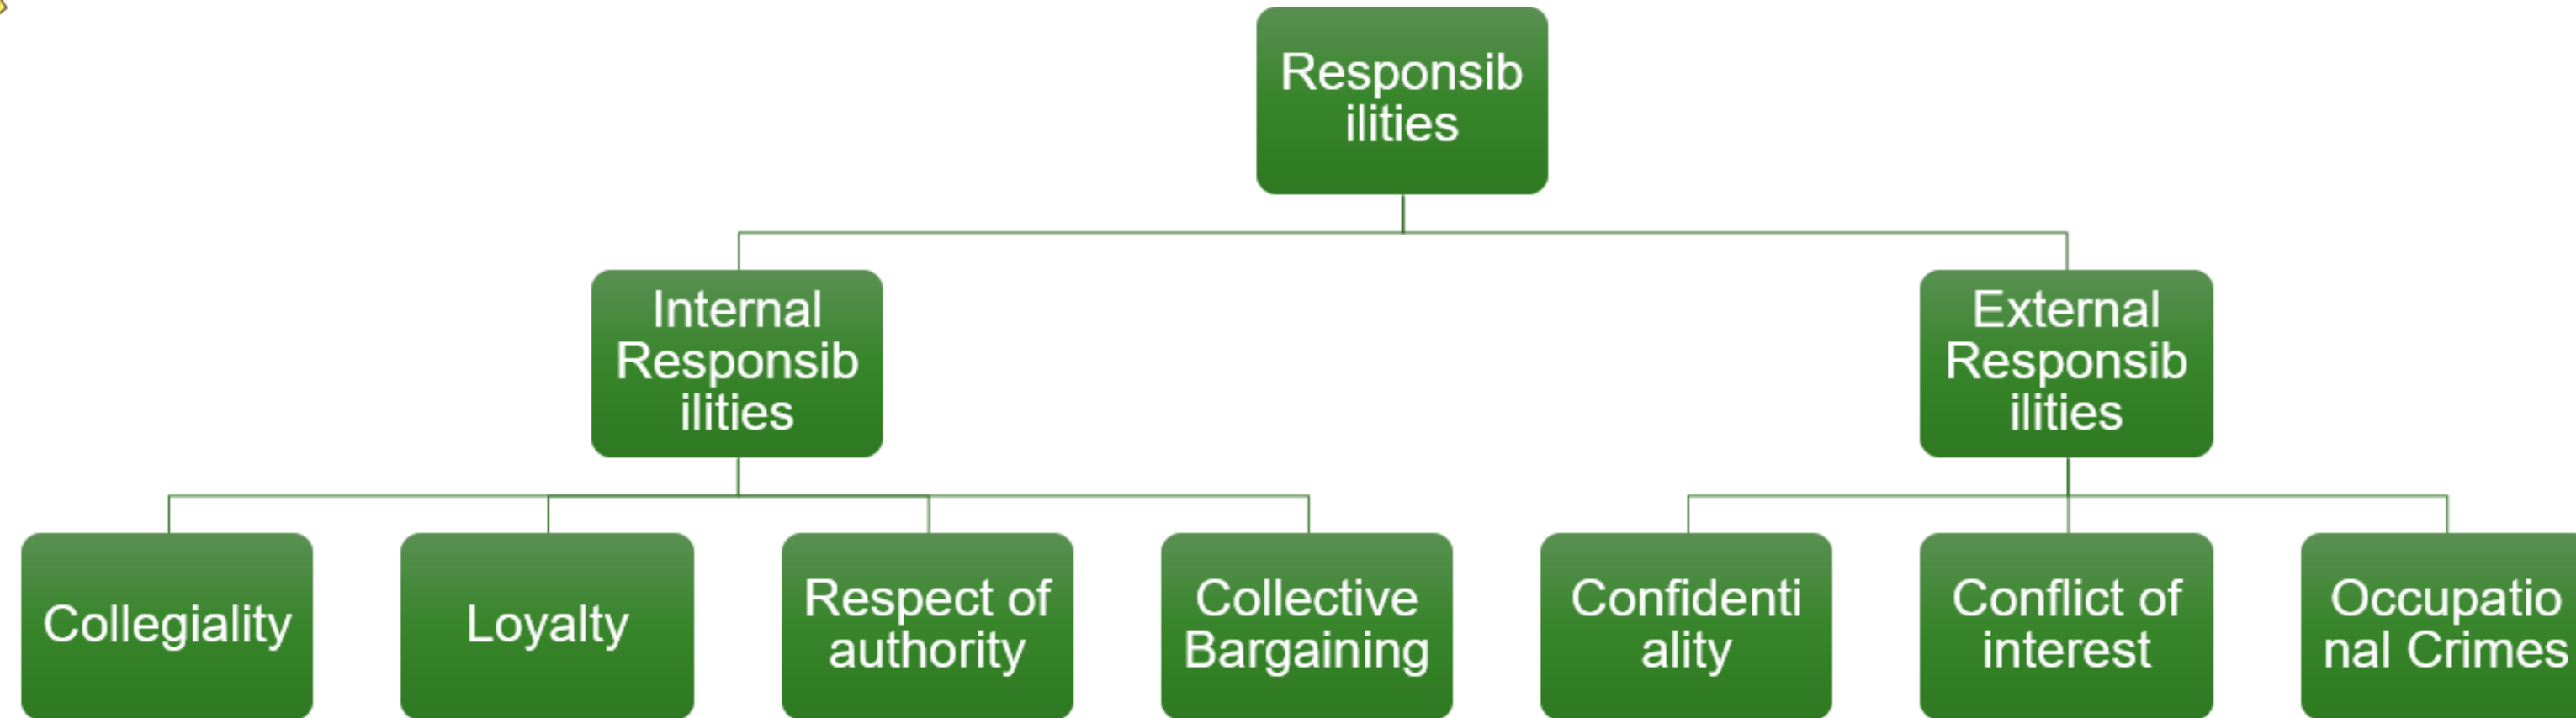 Responsib
ilities
Internal
Responsib
ilities
External
Responsib
ilities
Collegiality
Loyalty
Respect of
authority
Collective
Bargaining
Confidenti
ality
Conflict of
interest
Occupatio
nal Crimes